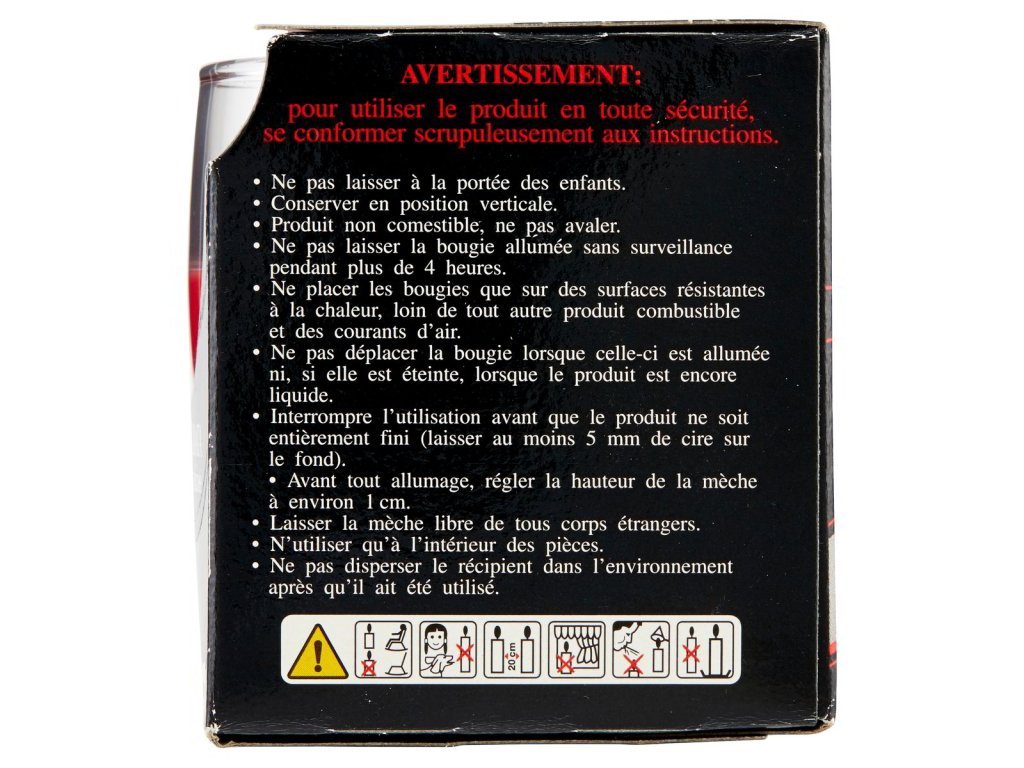 AVERTISSEMENT:
pour utiliser le produit en toute sécurité,
se conformer scrupuleusement aux instructions.
• Ne pas laisser à la portée des enfants.
• Conserver en position verticale.
• Produit non comestible, ne pas avaler.
• Ne pas laisser la bougie allumée sans surveillance
pendant plus de 4 heures.
• Ne placer les bougies que sur des surfaces résistantes
à la chaleur, loin de tout autre produit combustible
et des courants d'air.
• Ne pas déplacer la bougie lorsque celle-ci est allumée
ni, si elle est éteinte, lorsque le produit est encore
liquide.
• Interrompre l'utilisation avant que le produit ne soit
entièrement fini (laisser au moins 5 mm de cire sur
le fond).
• Avant tout allumage, régler la hauteur de la mèche
à environ 1 cm.
• Laisser la mèche libre de tous corps étrangers.
• N'utiliser qu'à l'intérieur des pièces.
• Ne pas disperser le récipient dans l'environnement
après qu'il ait été utilisé.
20 cm